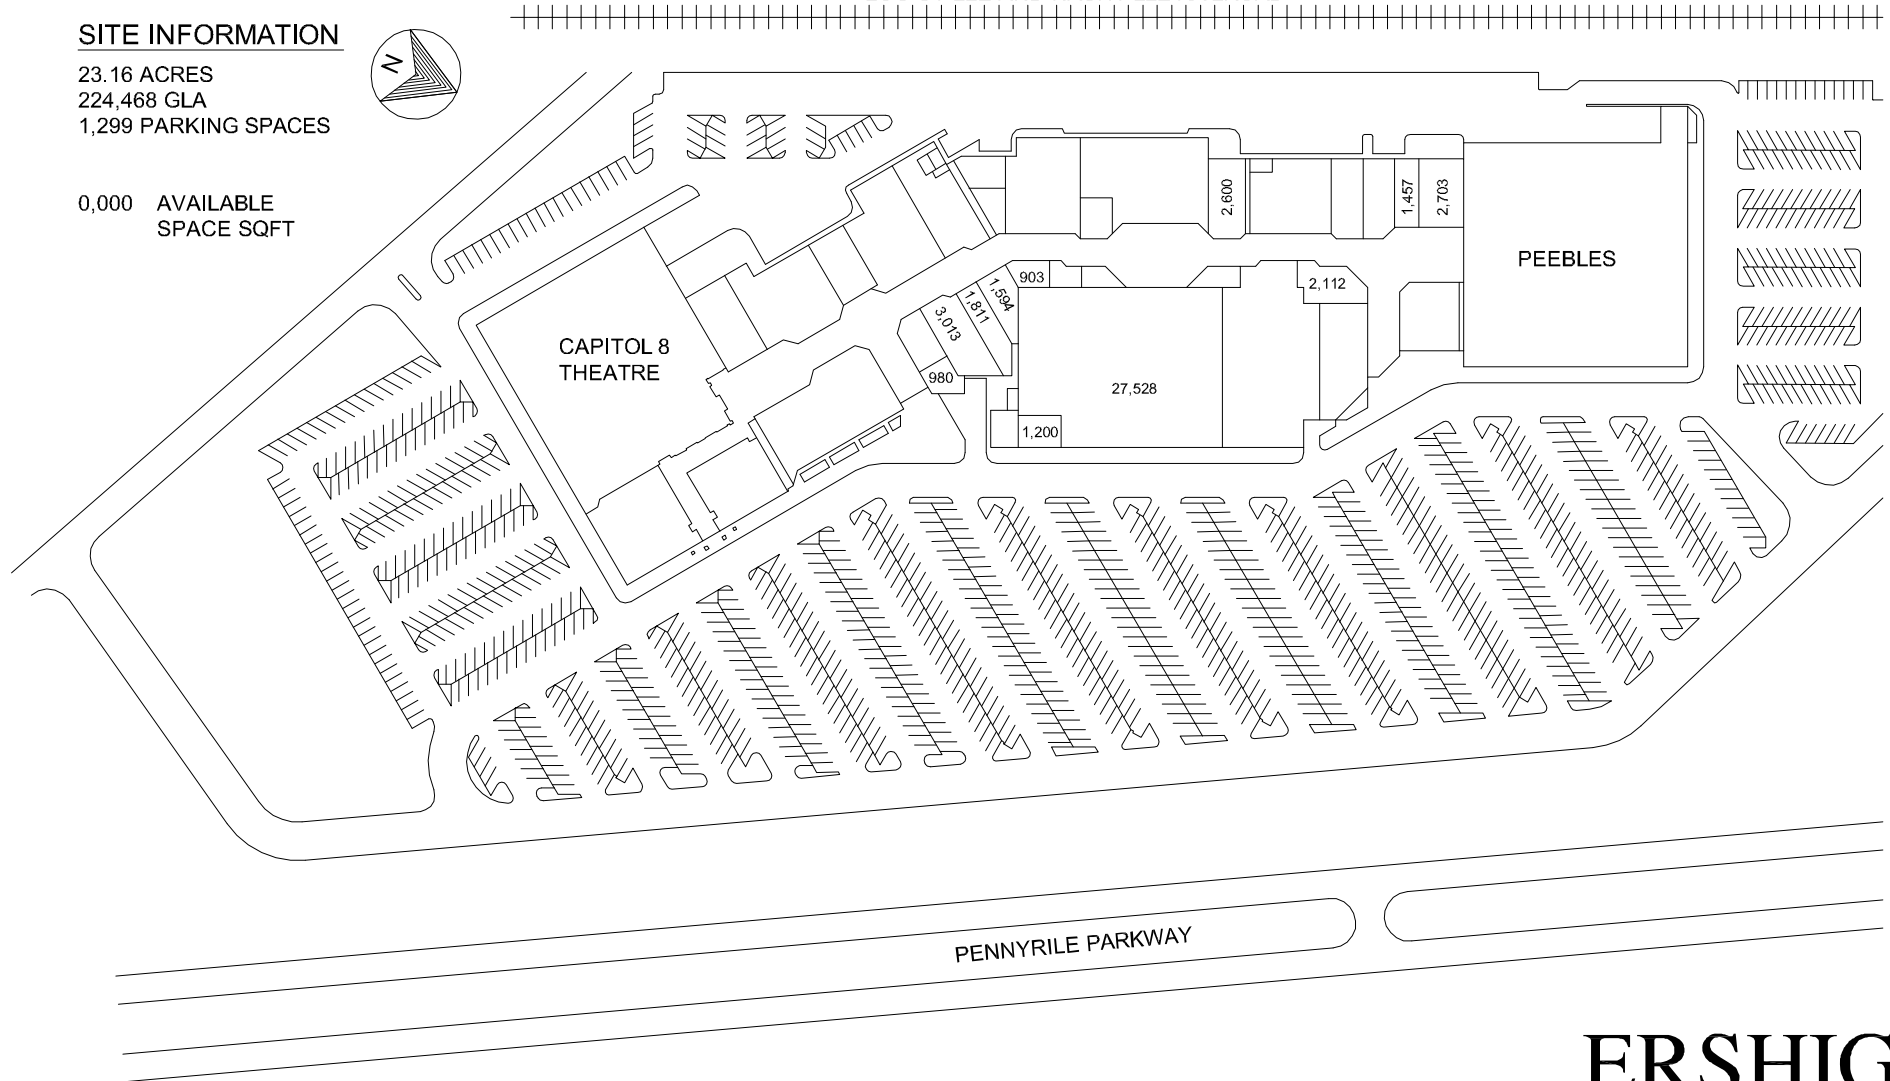 SITE INFORMATION
23.16 ACRES
224,468 GLA
1,299 PARKING SPACES
0,000 AVAILABLE
SPACE SQFT
N
2,600
1,457
2,703
PEEBLES
903
2,112
1,594
1,811
3,013
CAPITOL 8
THEATRE
980
27,528
1,200
PENNYRILE PARKWAY
ERSHIG